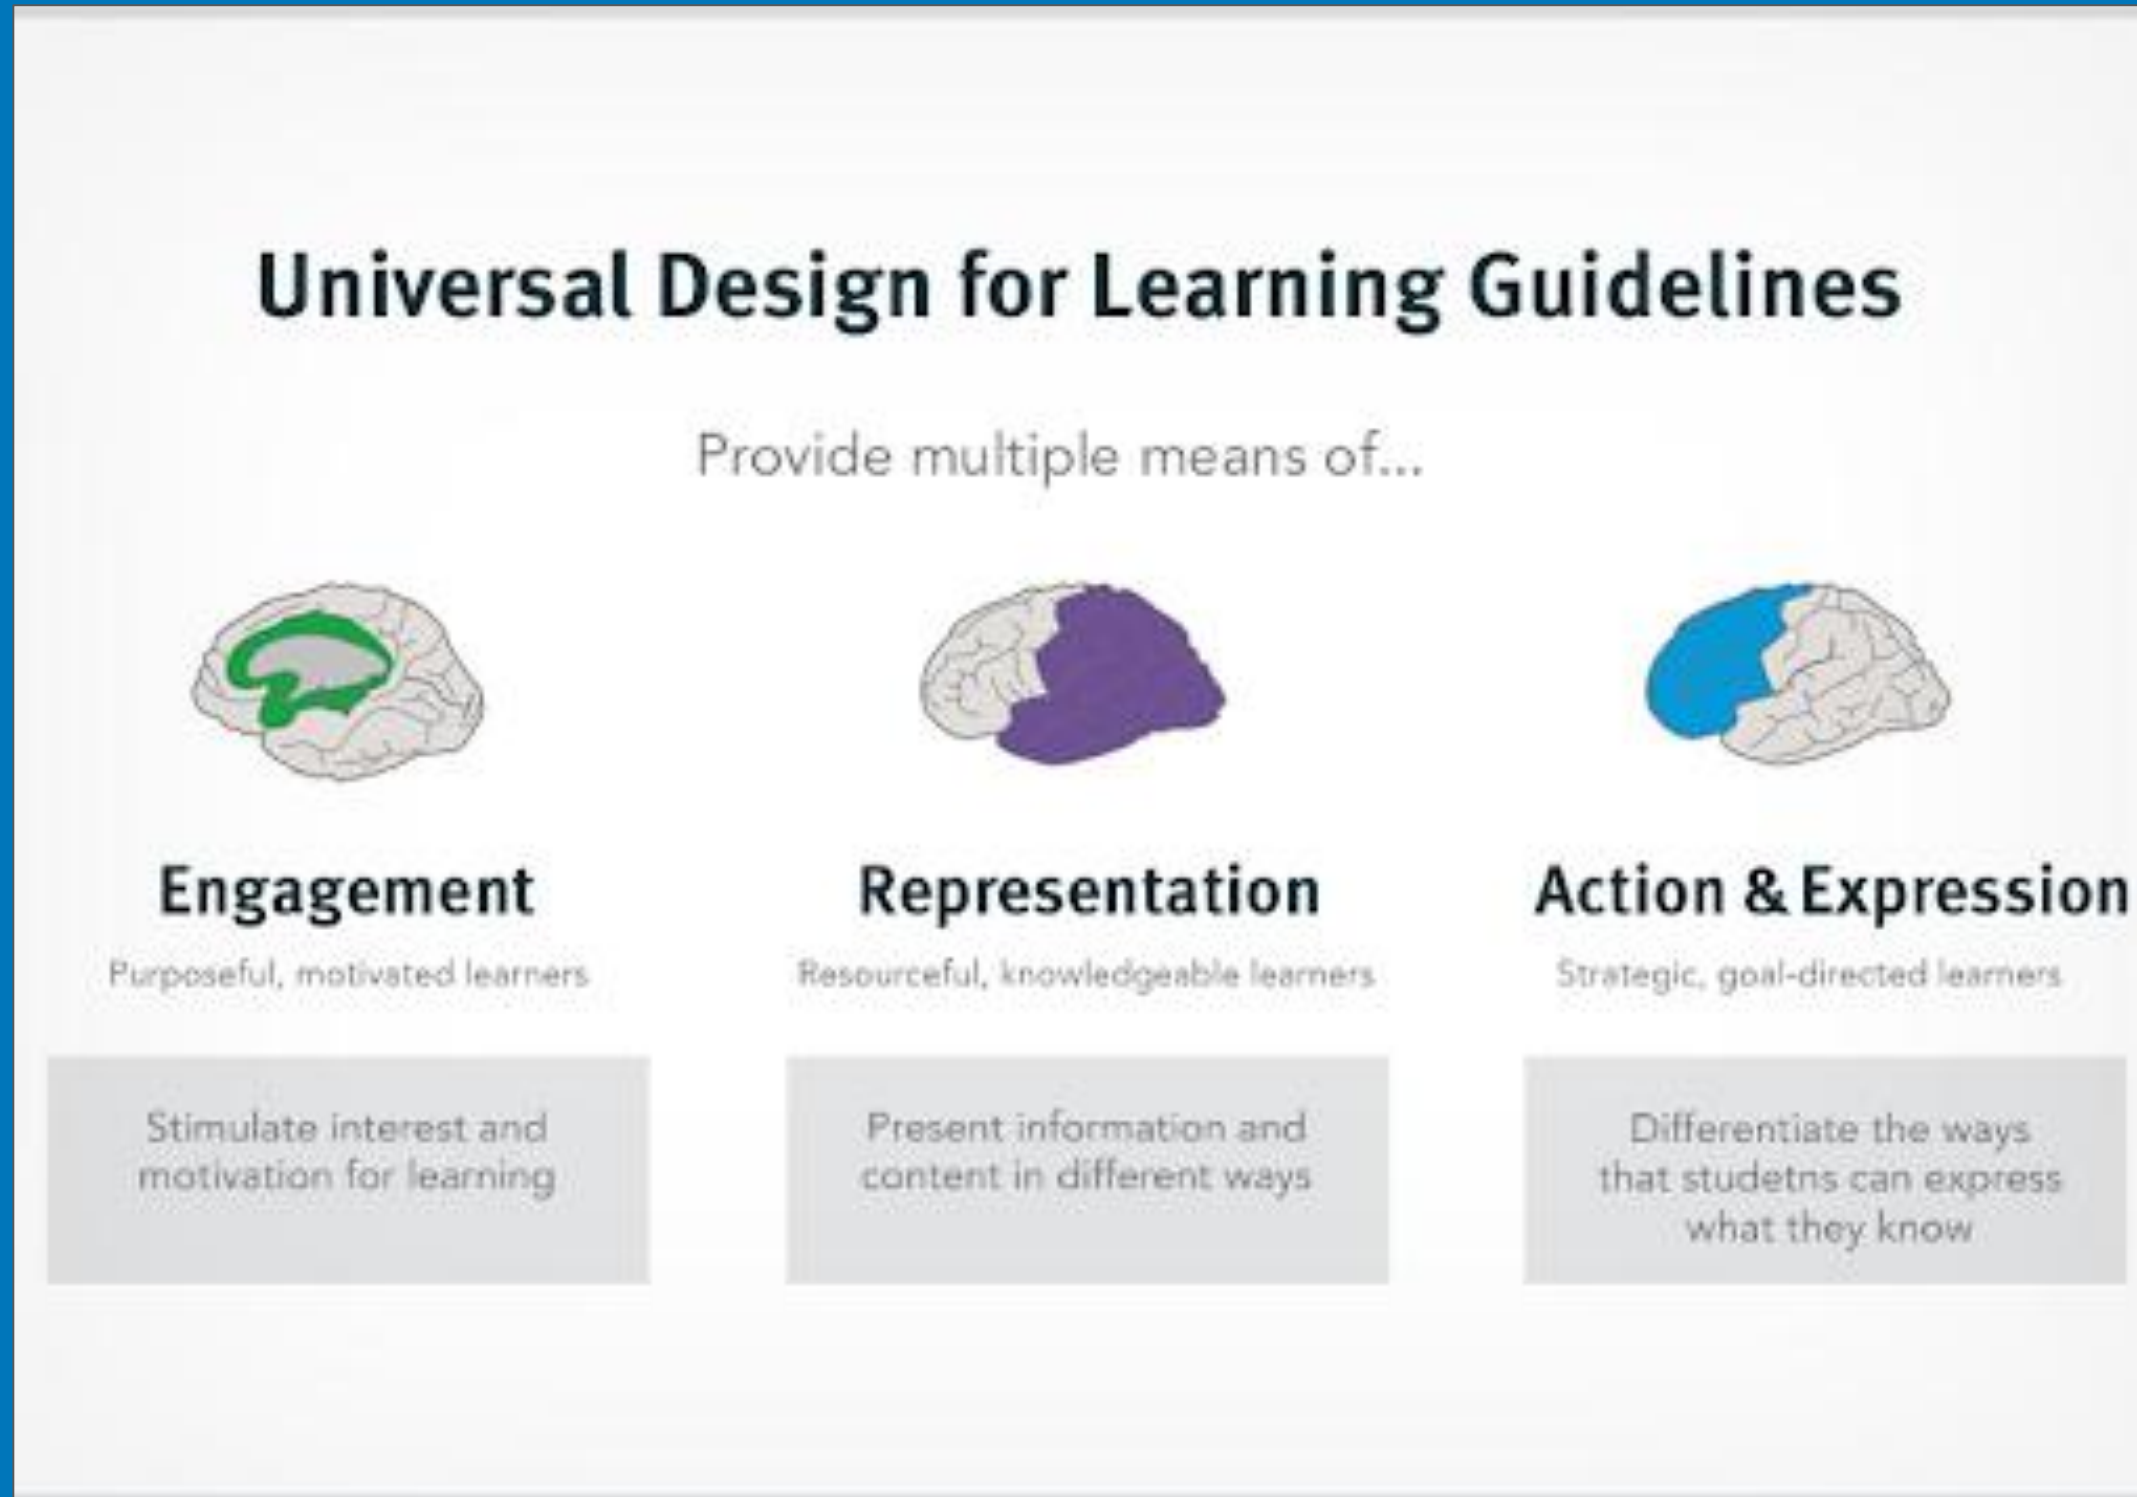 Universal Design for Learning Guidelines
Provide multiple means of...
Engagement
Purposeful, motivated learners
Stimulate interest and
motivation for learning
Representation
Resourceful, knowledgeable learners
Present information and
content in different ways
Action & Expression
Strategic, goal-directed learners
Differentiate the ways
that studetns can express
what they know